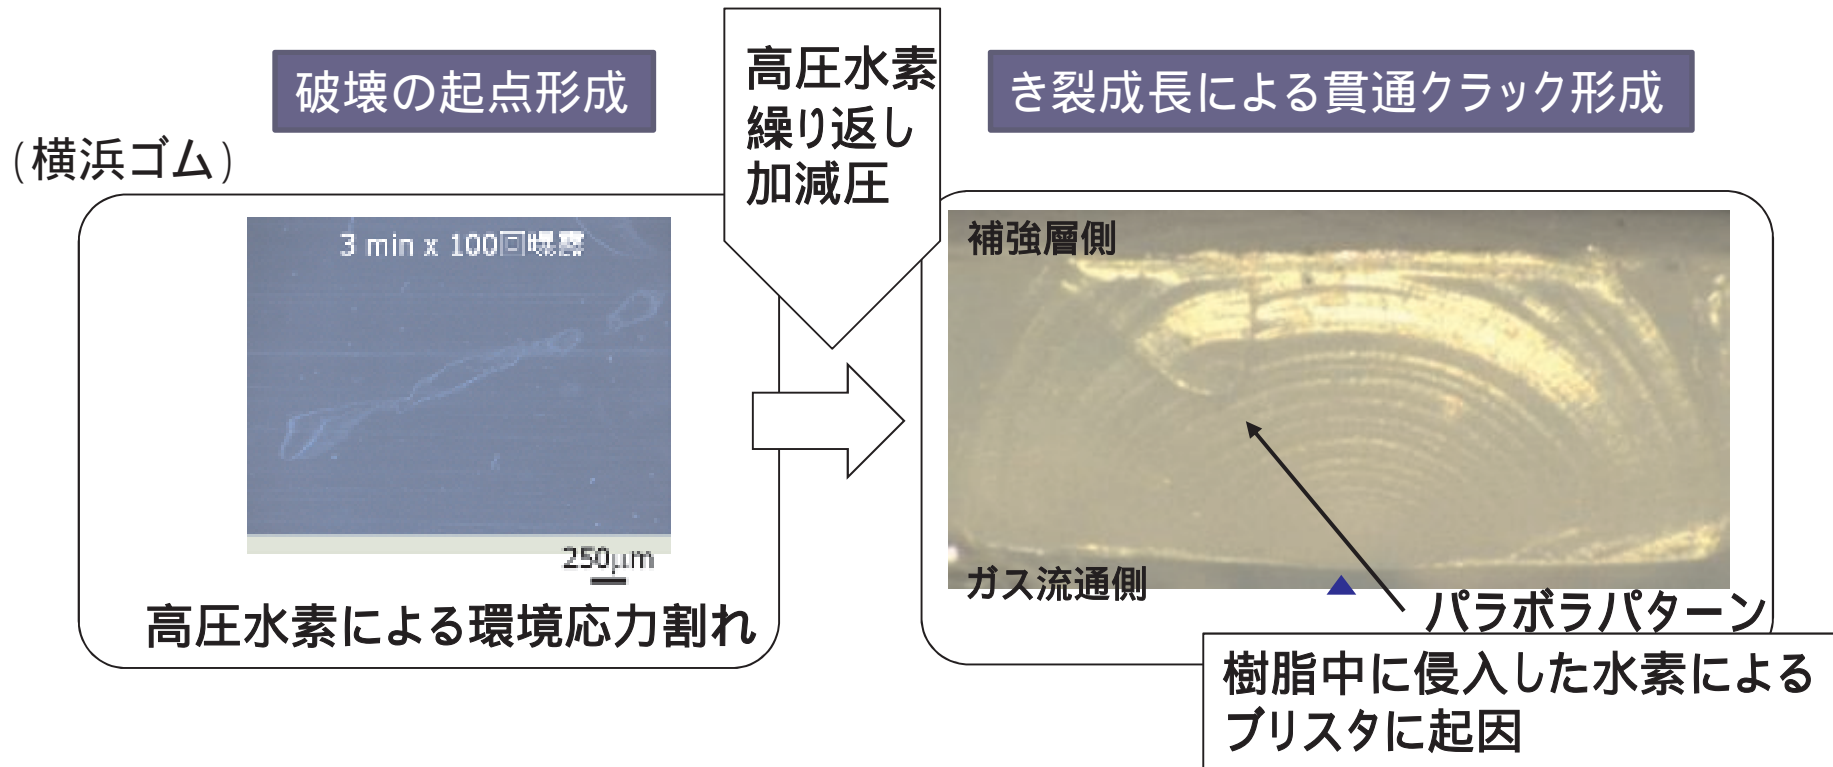 破壊の起点形成
高圧水素
繰り返し
加減圧
き裂成長による貫通クラック形成
(横浜ゴム)
3 min x 100回曝露
250μm
高圧水素による環境応力割れ
補強層側
ガス流通側
パラボラパターン
樹脂中に侵入した水素による
ブリスタに起因